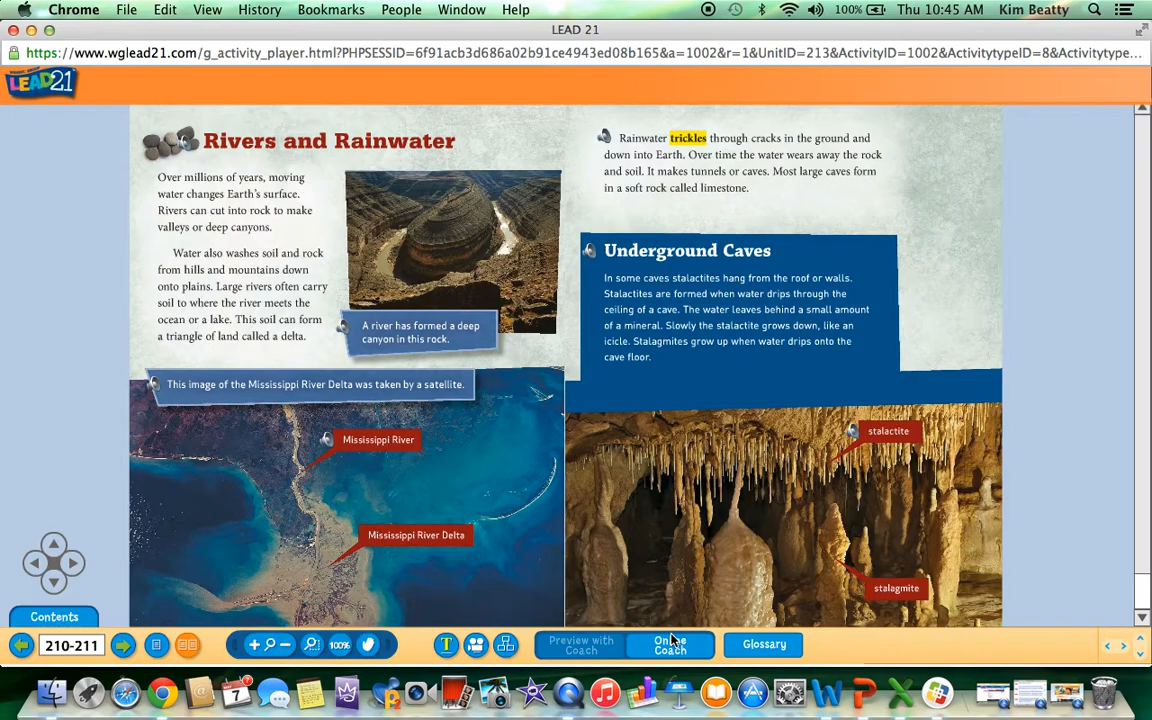 Chrome File Edit View History Bookmarks People Window Help 100% Thu 10:45 AM Kim Beatty
LEAD 21
https://www.wglead21.com/g_activity_player.html?PHPSESSID=6f91acb3d686a02b91ce4943ed08b165&a=1002&r=1&UnitID=213&ActivityID=1002&ActivitytypeID=8&Activitytype...
LEAD21
Rivers and Rainwater
Over millions of years, moving
water changes Earth's surface.
Rivers can cut into rock to make
valleys or deep canyons.
Water also washes soil and rock
from hills and mountains down
onto plains. Large rivers often carry
soil to where the river meets the
ocean or a lake. This soil can form
a triangle of land called a delta.
A river has formed a deep
canyon in this rock.
This image of the Mississippi River Delta was taken by a satellite.
Mississippi River
Mississippi River Delta
Rainwater trickles through cracks in the ground and
down into Earth. Over time the water wears away the rock
and soil. It makes tunnels or caves. Most large caves form
in a soft rock called limestone.
Underground Caves
In some caves stalactites hang from the roof or walls.
Stalactites are formed when water drips through the
ceiling of a cave. The water leaves behind a small amount
of a mineral. Slowly the stalactite grows down, like an
icicle. Stalagmites grow up when water drips onto the
cave floor.
stalactite
stalagmite
Contents
210-211
100%
T
Preview with
Coach
Online
Coach
Glossary
7